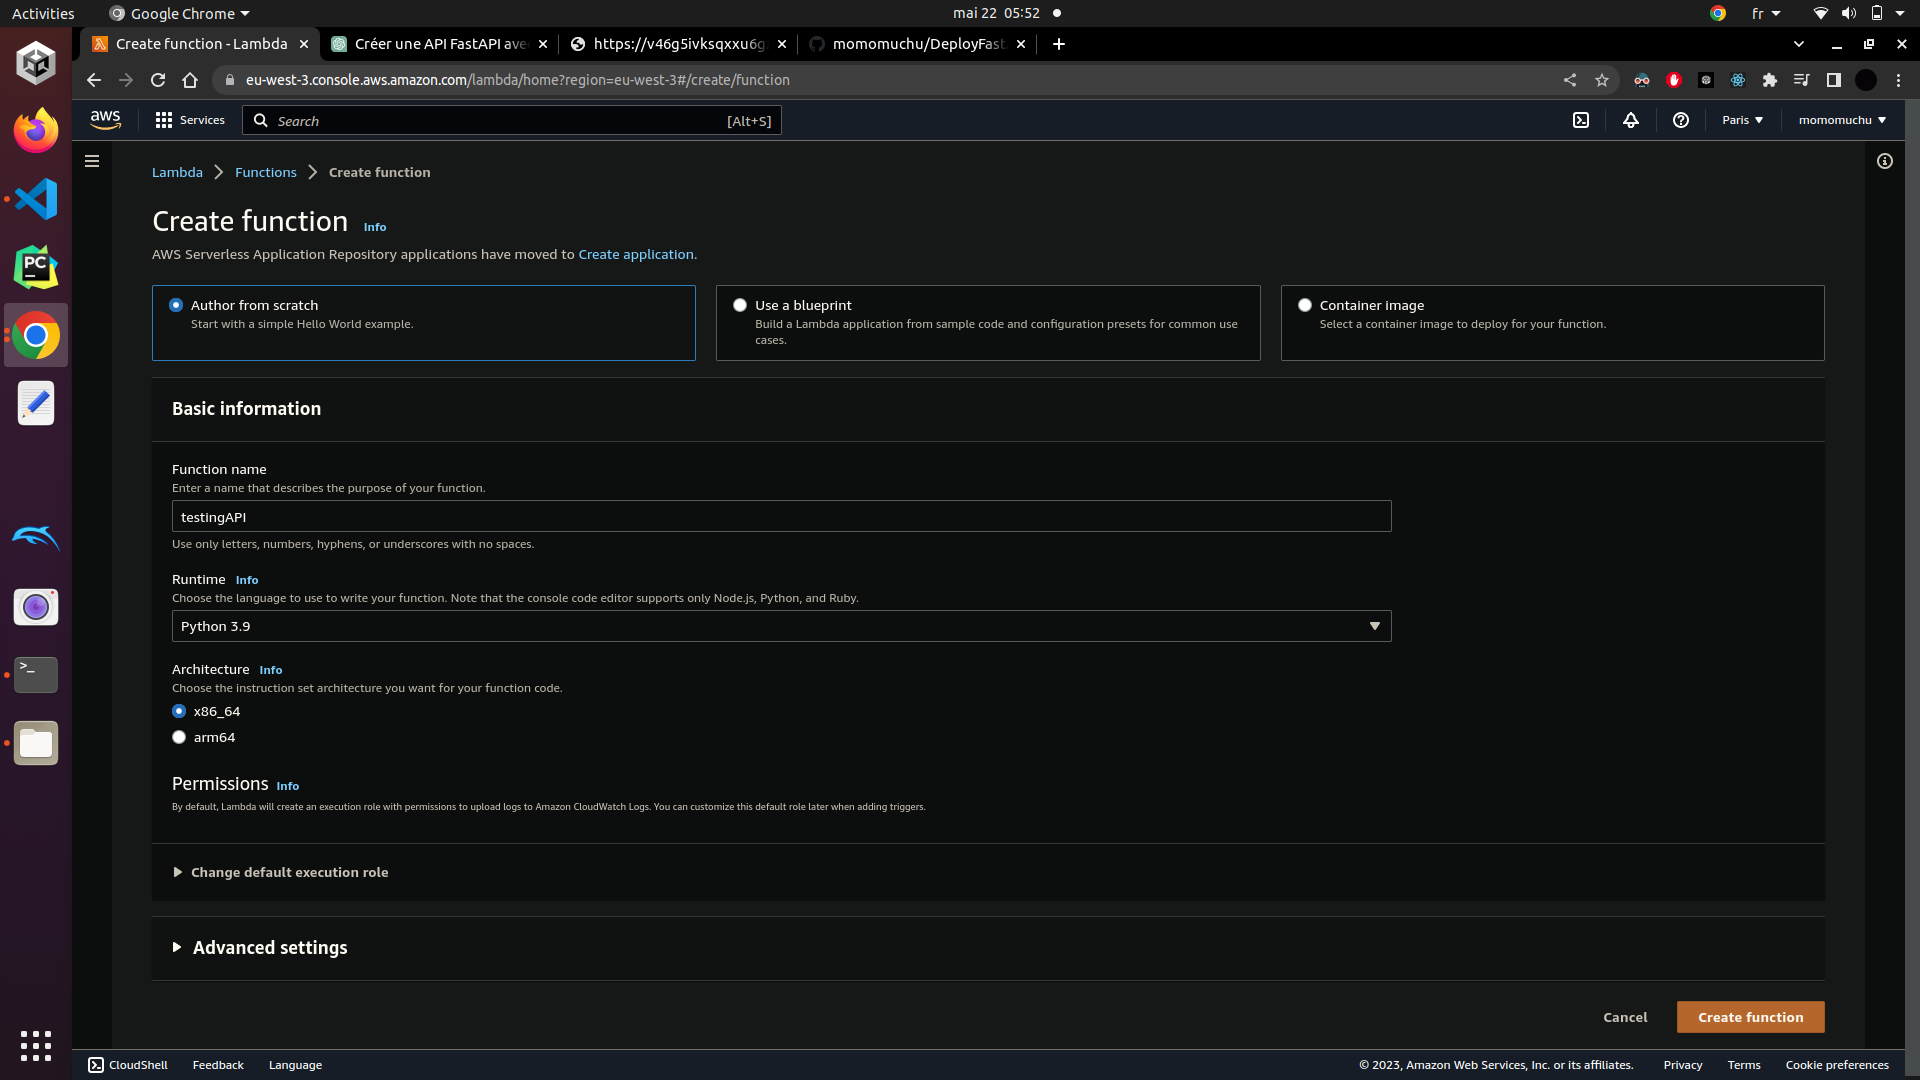 Activities
Google Chrome
mai 22 05:52
fr
Create function - Lambda
Créer une API FastAPI ave
https://v46g5ivksqxxu6g
momomuchu/DeployFast
eu-west-3.console.aws.amazon.com/lambda/home?region=eu-west-3#/create/function
aws
Services
Search
[Alt+S]
Paris
momomuchu
Lambda
Functions
Create function
Create function Info
AWS Serverless Application Repository applications have moved to Create application.
Author from scratch
Start with a simple Hello World example.
Use a blueprint
Build a Lambda application from sample code and configuration presets for common use
cases.
Container image
Select a container image to deploy for your function.
Basic information
Function name
Enter a name that describes the purpose of your function.
testingAPI
Use only letters, numbers, hyphens, or underscores with no spaces.
Runtime Info
Choose the language to use to write your function. Note that the console code editor supports only Node.js, Python, and Ruby.
Python 3.9
Architecture Info
Choose the instruction set architecture you want for your function code.
x86_64
arm64
Permissions Info
By default, Lambda will create an execution role with permissions to upload logs to Amazon CloudWatch Logs. You can customize this default role later when adding triggers.
Change default execution role
Advanced settings
Cancel
Create function
CloudShell
Feedback
Language
© 2023, Amazon Web Services, Inc. or its affiliates.
Privacy
Terms
Cookie preferences
PC
>_